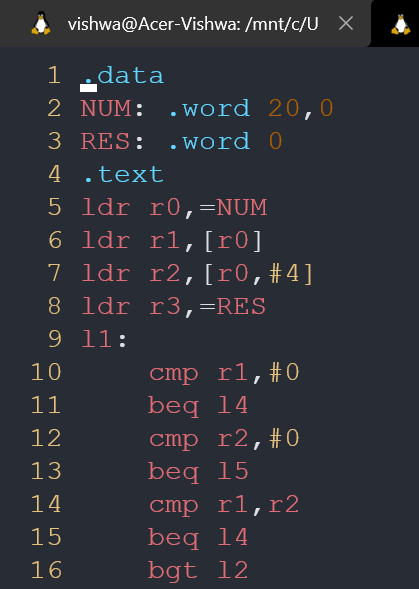 vishwa@Acer-Vishwa: /mnt/c/U
1 .data
2 NUM: .word 20,0
3 RES: .word 0
4 .text
5 ldr r0,=NUM
6 ldr r1,[r0]
7 ldr r2,[r0,#4]
8 ldr r3,=RES
9 l1:
10 cmp r1,#0
11 beq l4
12 cmp r2,#0
13 beq l5
14 cmp r1,r2
15 beq l4
16 bgt l2